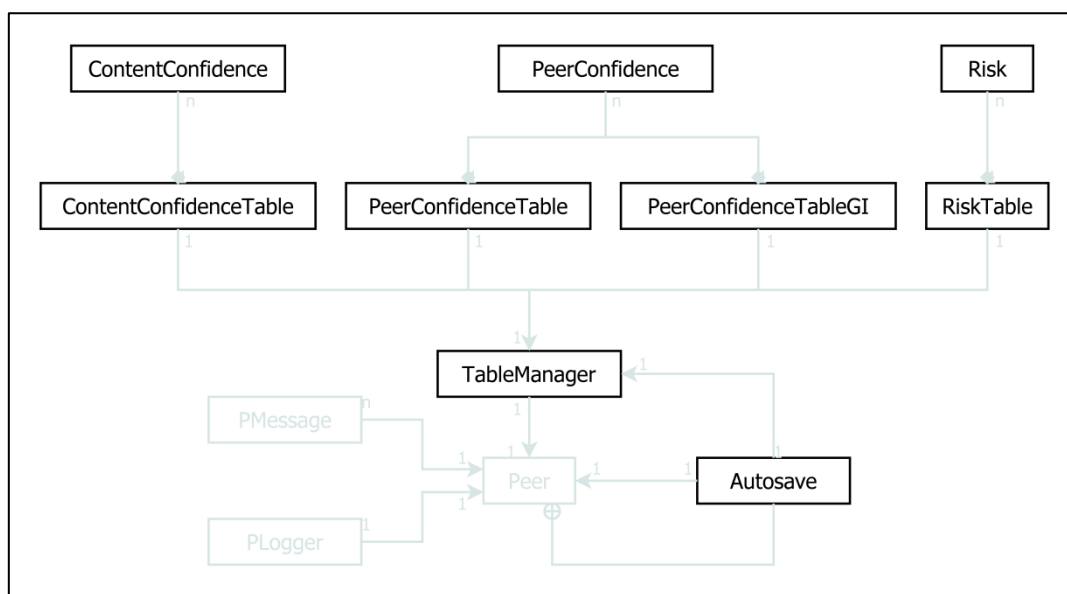 ContentConfidence
PeerConfidence
Risk
n
n
n
ContentConfidenceTable
PeerConfidenceTable
PeerConfidenceTableGI
RiskTable
1
1
1
1
1
TableManager
1
1
PMessage
n
1
1
1
1
1
Peer
Autosave
1
PLogger
1